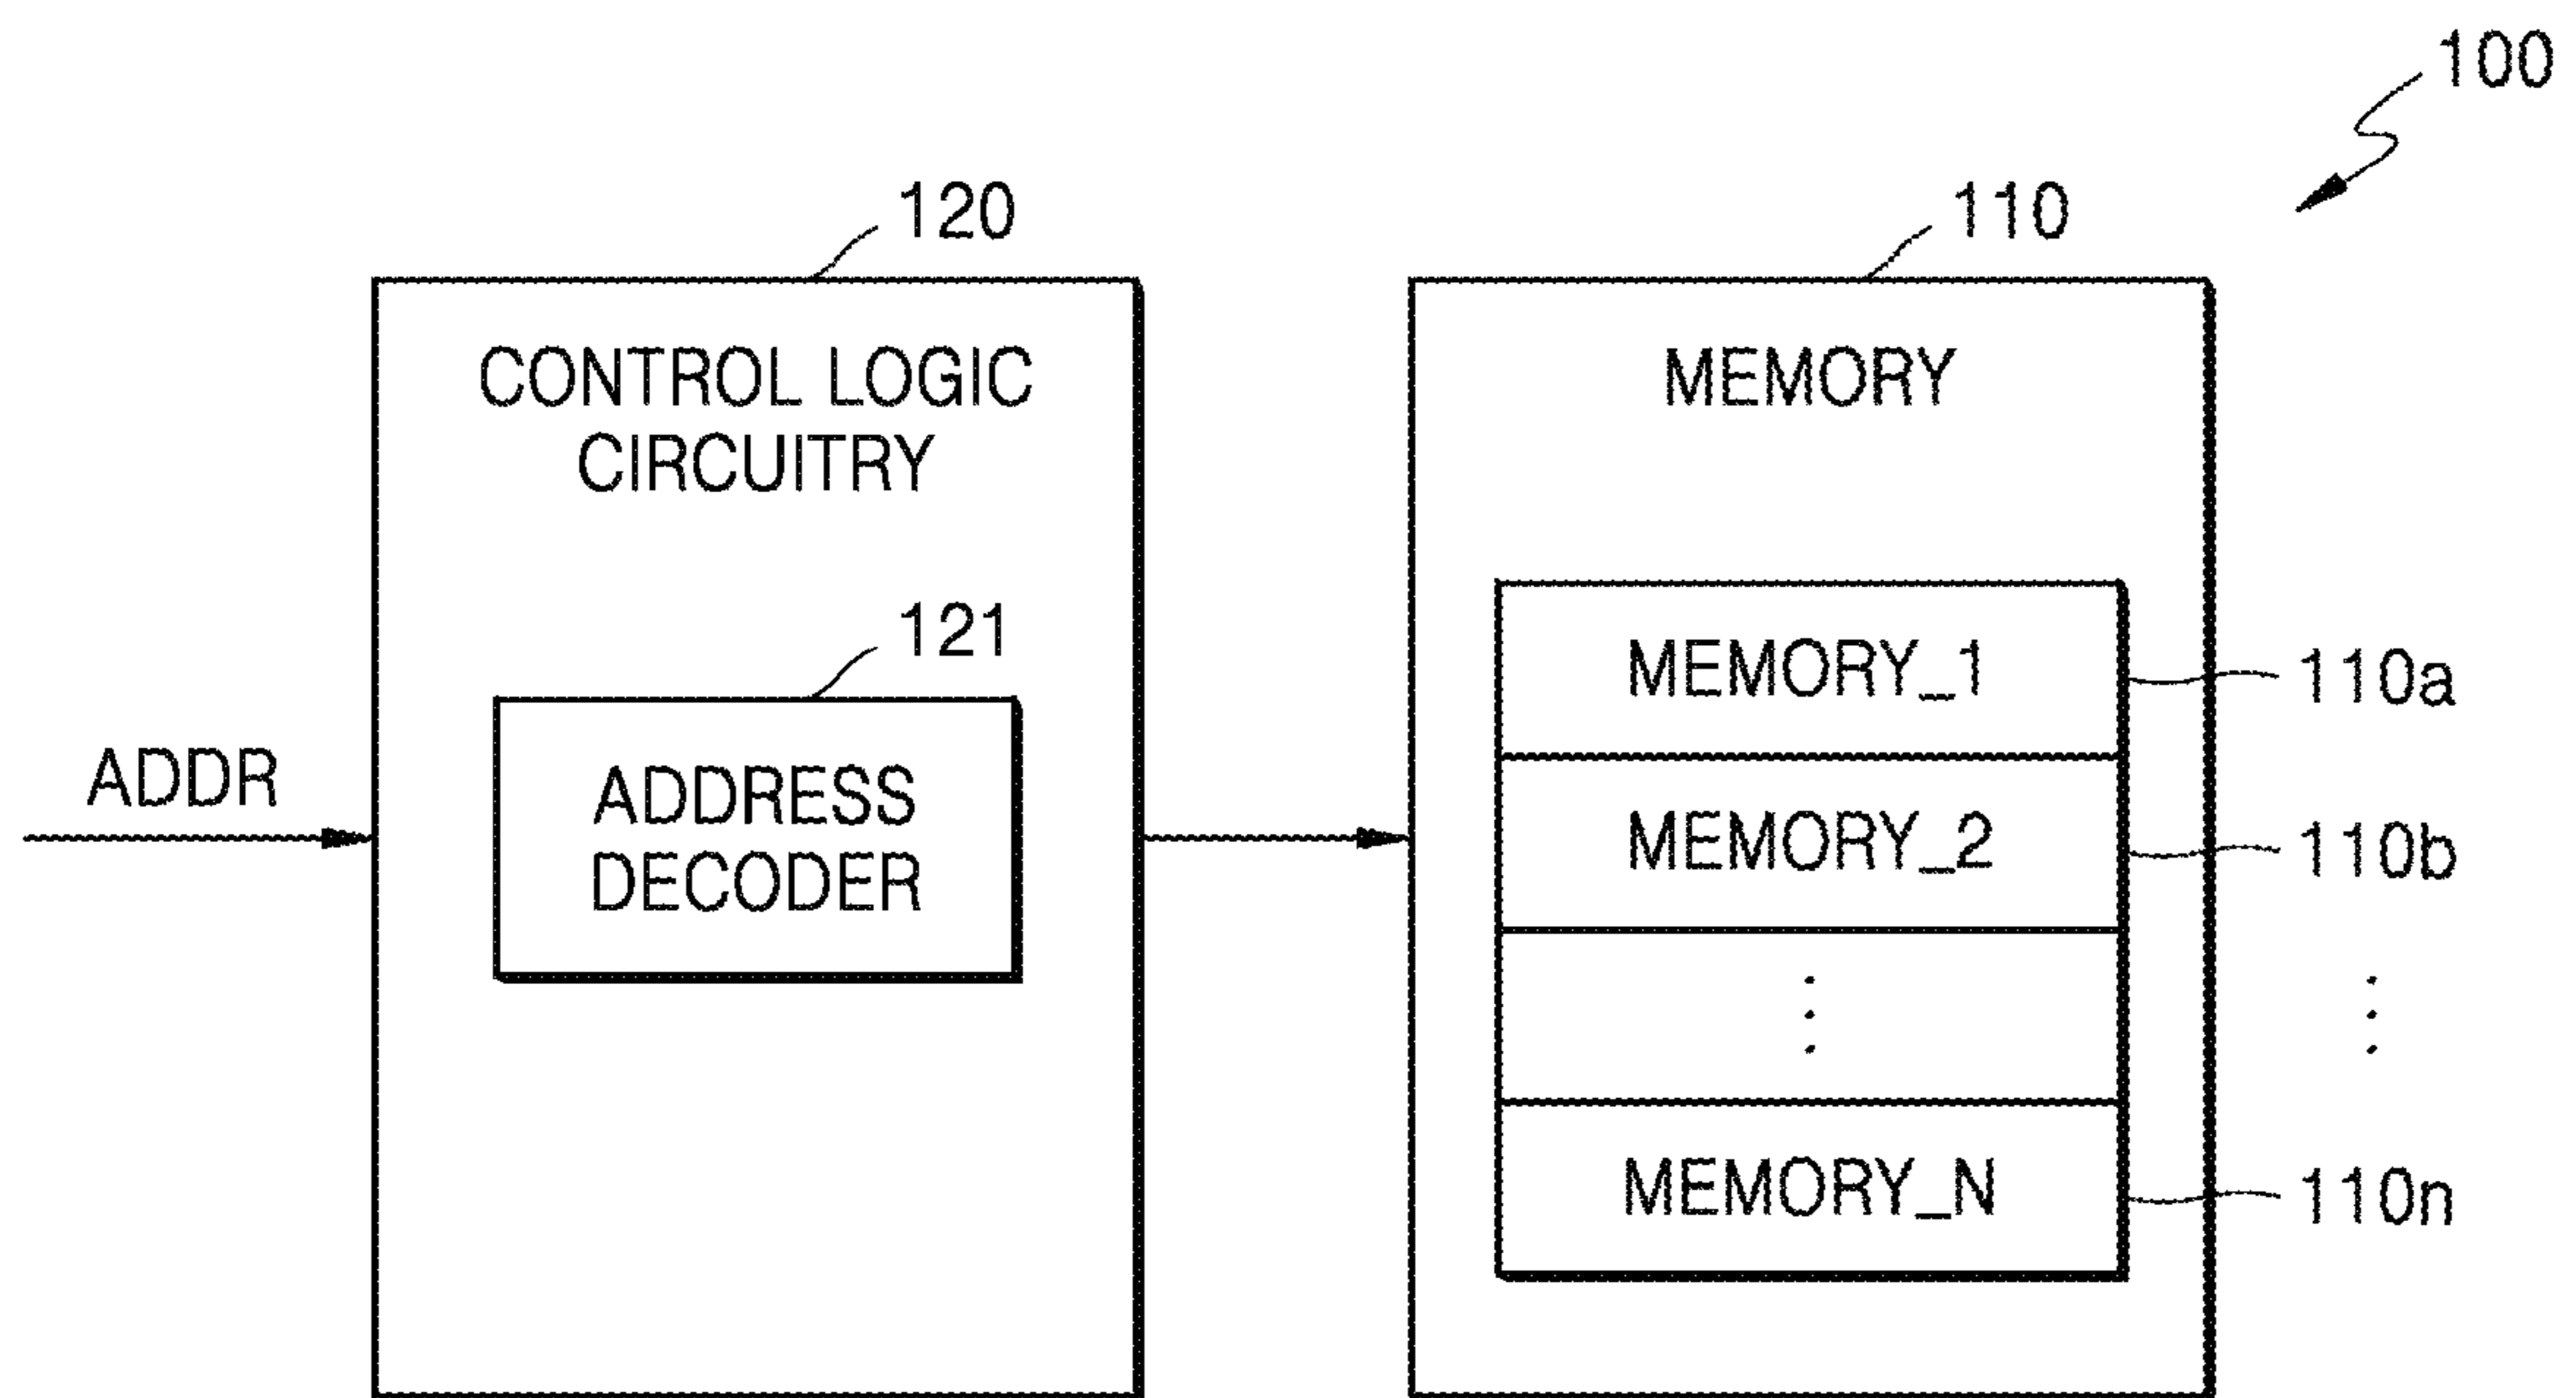 100
120
110
CONTROL LOGIC
CIRCUITRY
MEMORY
121
ADDRESS
DECODER
ADDR
MEMORY_1
110a
MEMORY_2
110b
MEMORY_N
110n